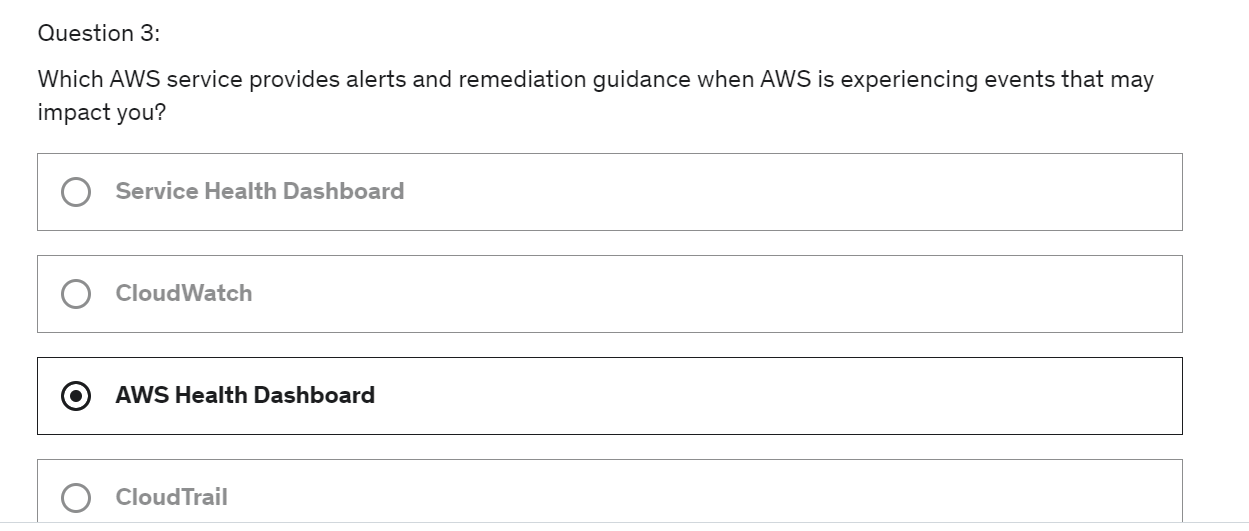 Question 3:
Which AWS service provides alerts and remediation guidance when AWS is experiencing events that may
impact you?
Service Health Dashboard
CloudWatch
AWS Health Dashboard
CloudTrail